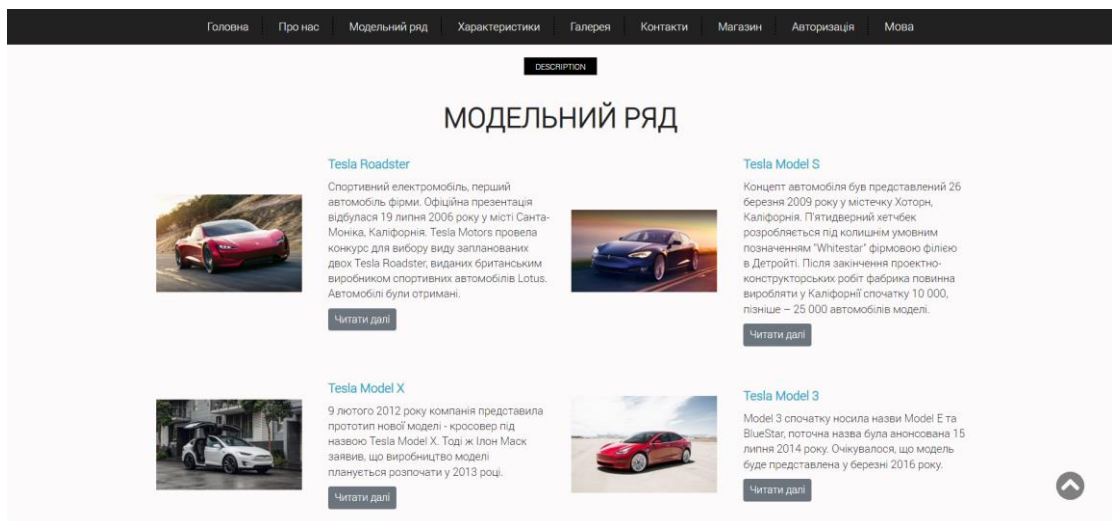 Головна Про нас Модельний ряд Характеристики Галерея Контакти Магазин Авторизація Мова
DESCRIPTION
МОДЕЛЬНИЙ РЯД
Tesla Roadster
Спортивний електромобіль, перший
автомобіль фірми. Офіційна презентація
відбулася 19 липня 2006 року у місті Санта-
Моніка, Каліфорнія. Tesla Motors провела
конкурс для вибору виду запланованих
двох Tesla Roadster, виданих британським
виробником спортивних автомобілів Lotus.
Автомобілі були отримані.
Читати далі
Tesla Model S
Концепт автомобіля був представлений 26
березня 2009 року у містечку Хоторн,
Каліфорнія. П'ятидверний хетчбек
розробляється під колишнім умовним
позначенням "Whitestar" фірмовою філією
в Детройті. Після закінчення проектно-
конструкторських робіт фабрика повинна
виробляти у Каліфорнії спочатку 10 000,
пізніше – 25 000 автомобілів моделі.
Читати далі
Tesla Model X
9 лютого 2012 року компанія представила
прототип нової моделі - кросовер під
назвою Tesla Model X. Тоді ж Ілон Маск
заявив, що виробництво моделі
планується розпочати у 2013 році.
Читати далі
Tesla Model 3
Model 3 спочатку носила назви Model E та
BlueStar, поточна назва була анонсована 15
липня 2014 року. Очікувалося, що модель
буде представлена у березні 2016 року.
Читати далі